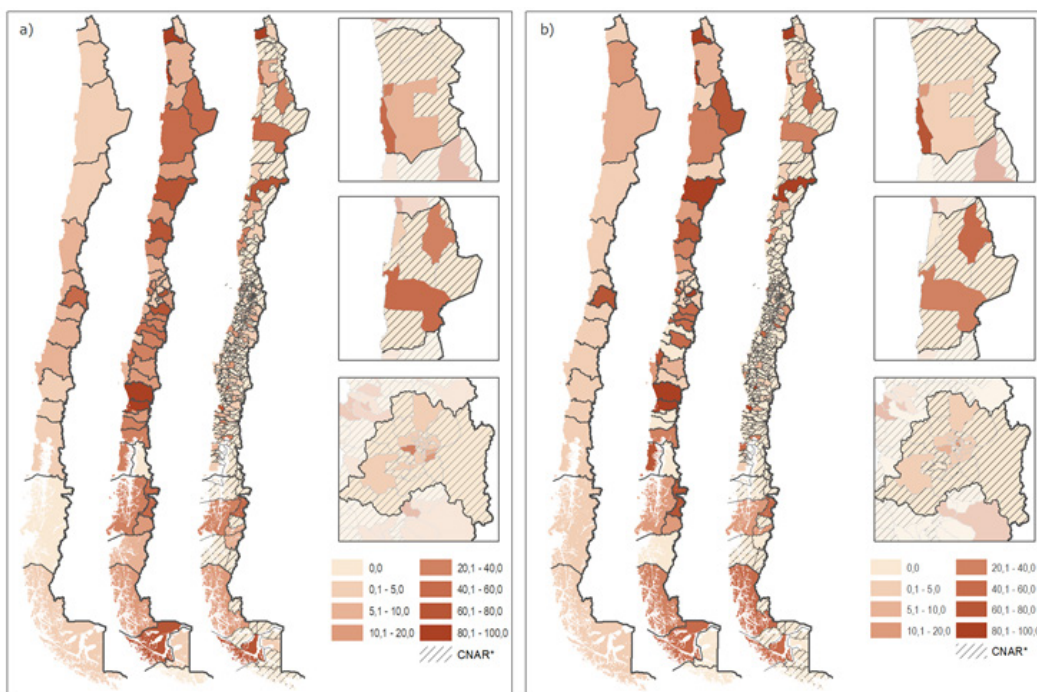 a)
0,0
0,1 - 5,0
5,1 - 10,0
10,1 - 20,0
20,1 - 40,0
40,1 - 60,0
60,1 - 80,0
80,1 - 100,0
CNAR*
b)
0,0
0,1 - 5,0
5,1 - 10,0
10,1 - 20,0
20,1 - 40,0
40,1 - 60,0
60,1 - 80,0
80,1 - 100,0
CNAR*